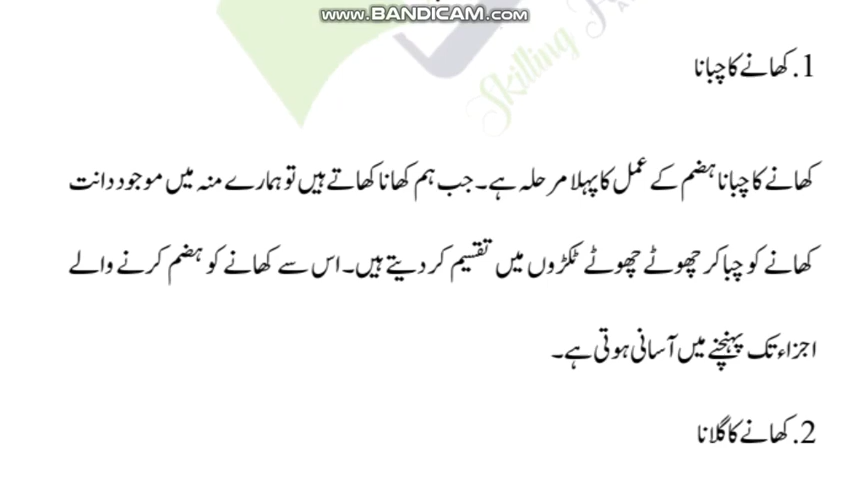 www.BANDICAM.com
Skilling
1. کھانے کا چبانا
کھانے کا چبانا ہضم کے عمل کا پہلا مرحلہ ہے۔ جب ہم کھانا کھاتے ہیں تو ہمارے منہ میں موجود دانت
کھانے کو چبا کر چھوٹے چھوٹے ٹکڑوں میں تقسیم کر دیتے ہیں۔ اس سے کھانے کو ہضم کرنے والے
اجزاء تک پہنچنے میں آسانی ہوتی ہے۔
2. کھانے کا گلانا